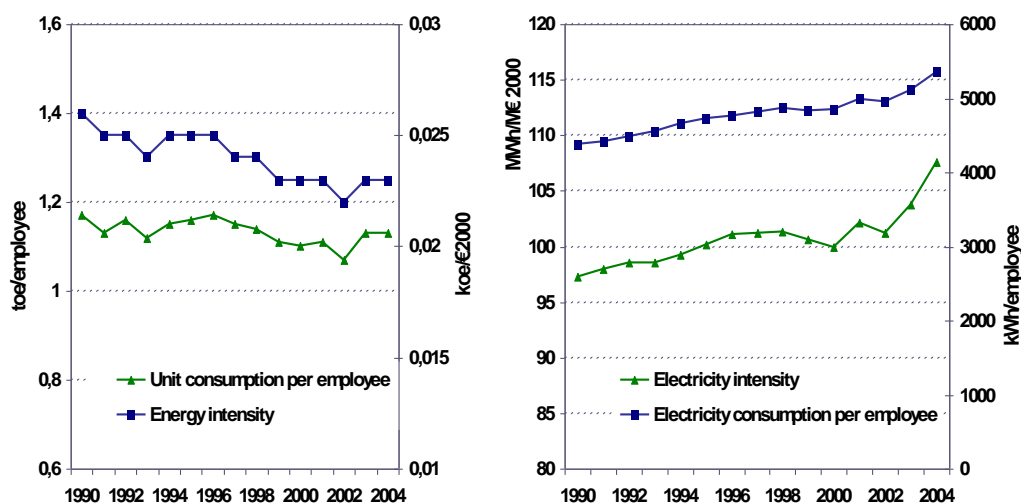 1,6
1,4
1,2
1
0,8
0,6
toe/employee
0,03
0,025
0,02
0,015
0,01
koe/€2000
Unit consumption per employee
Energy intensity
1990 1992 1994 1996 1998 2000 2002 2004
120
115
110
105
100
95
90
85
80
MWh/M€ 2000
6000
5000
4000
3000
2000
1000
0
kWh/employee
Electricity intensity
Electricity consumption per employee
1990 1992 1994 1996 1998 2000 2002 2004